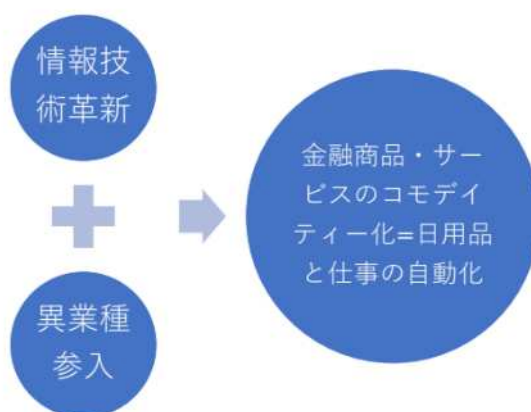 情報技
術革新
異業種
参入
金融商品・サー
ビスのコモデイ
ティー化=日用品
と仕事の自動化